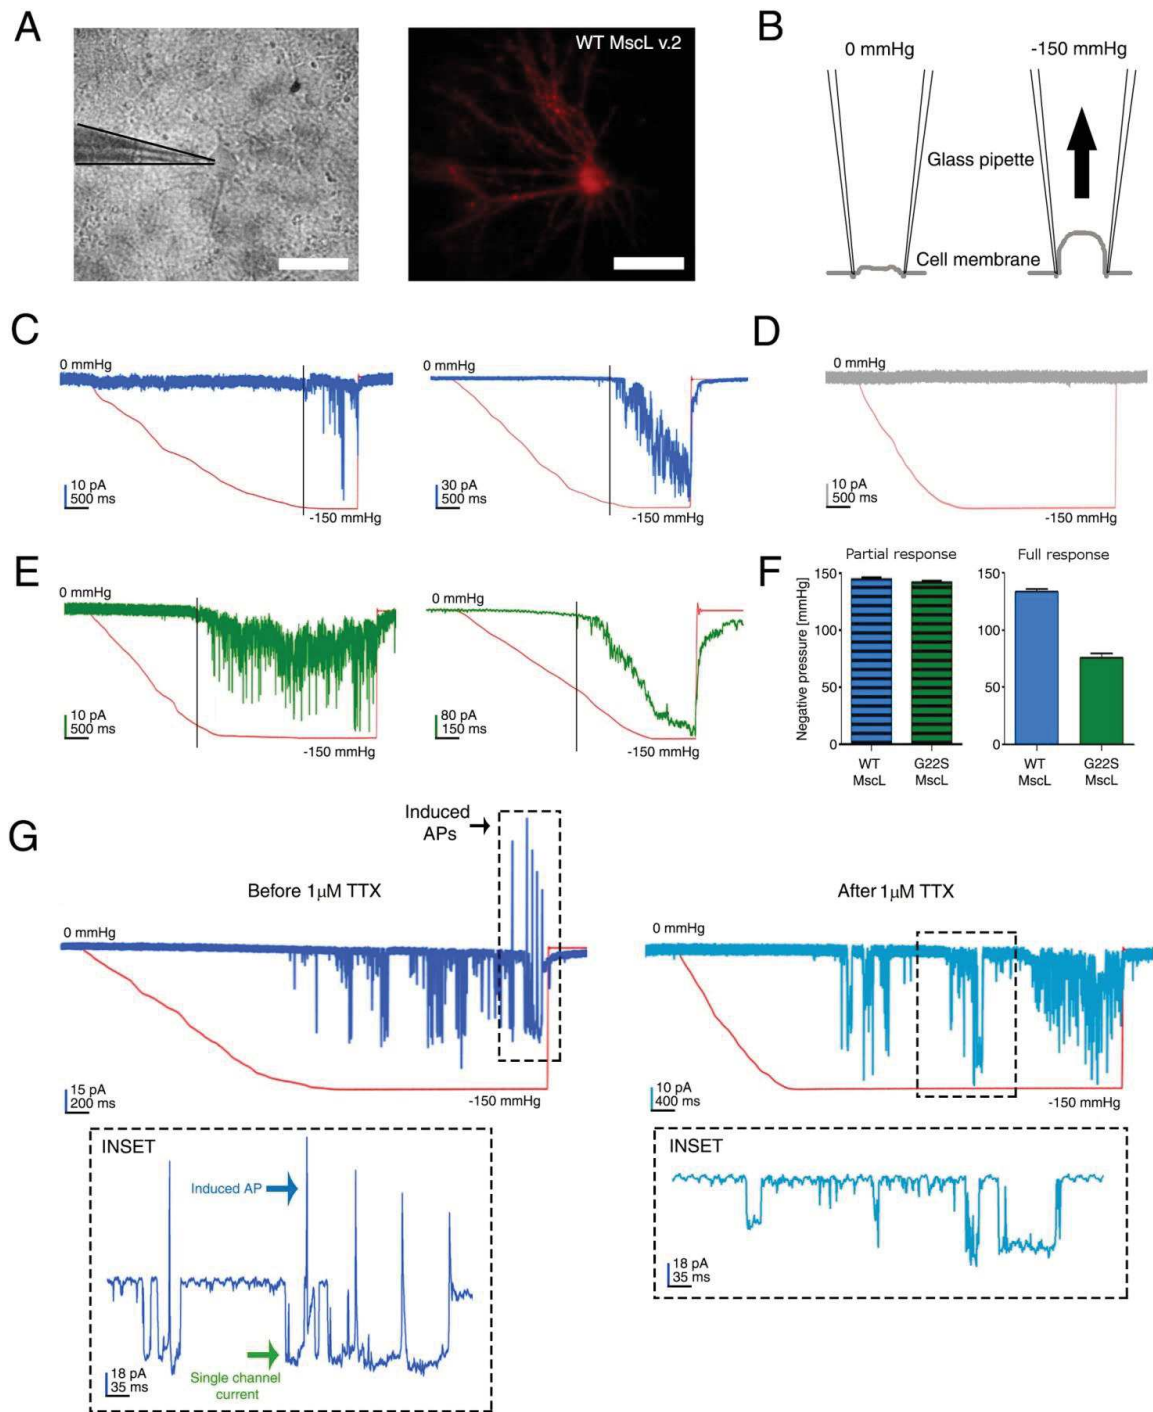 A
WT MscL v.2
B
0 mmHg
-150 mmHg
Glass pipette
Cell membrane
C
0 mmHg
10 pA
500 ms
-150 mmHg
0 mmHg
30 pA
500 ms
-150 mmHg
D
0 mmHg
10 pA
500 ms
-150 mmHg
E
0 mmHg
10 pA
500 ms
-150 mmHg
0 mmHg
80 pA
150 ms
-150 mmHg
F
Partial response
Full response
Negative pressure [mmHg]
150
100
50
0
WT
MscL
G22S
MscL
150
100
50
0
WT
MscL
G22S
MscL
G
Induced
APs
Before 1μM TTX
0 mmHg
15 pA
200 ms
-150 mmHg
After 1μM TTX
0 mmHg
10 pA
400 ms
-150 mmHg
INSET
Induced AP
Single channel
current
18 pA
35 ms
INSET
18 pA
35 ms